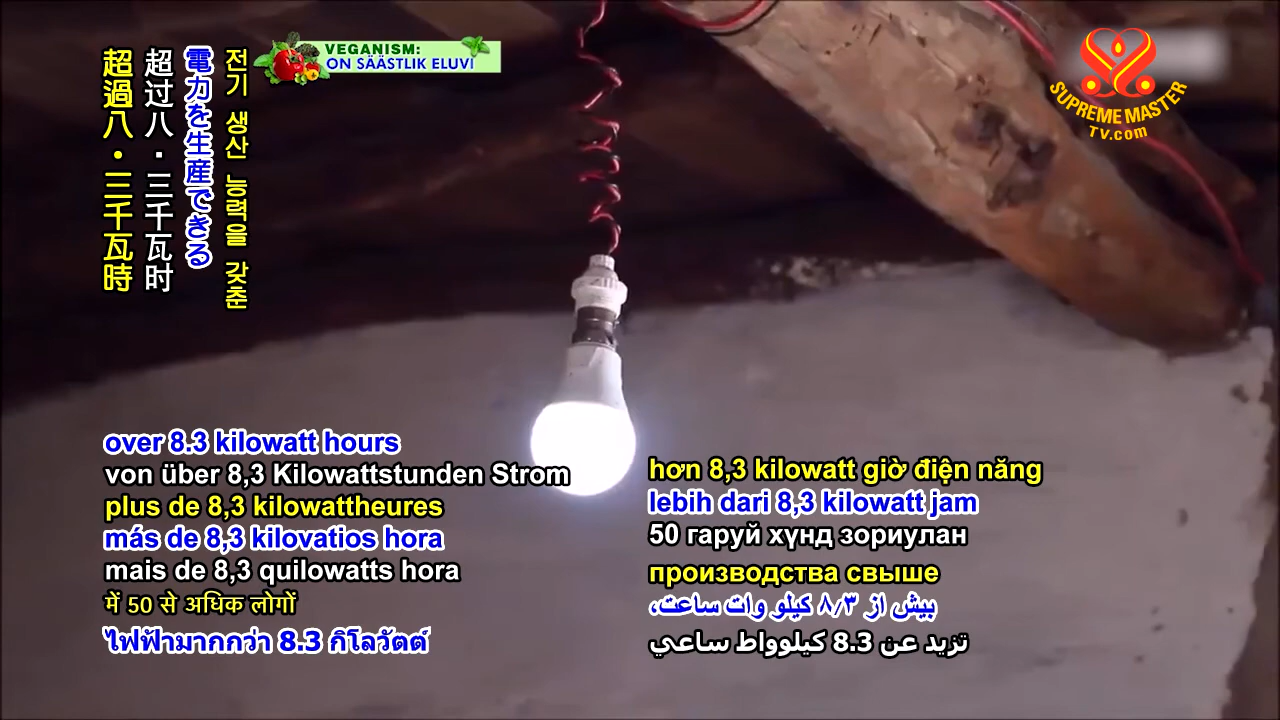 VEGANISM:
ON SÄÄSTLIK ELUVI
SUPREME MASTER
TV.com
전기 생산 능력을 갖춘
電力を生産できる
超过八．三千瓦时
超過八．三千瓦時
over 8.3 kilowatt hours
von über 8,3 Kilowattstunden Strom
plus de 8,3 kilowattheures
más de 8,3 kilovatios hora
mais de 8,3 quilowatts hora
में 50 से अधिक लोगों
ไฟฟ้ามากกว่า 8.3 กิโลวัตต์
hơn 8,3 kilowatt giờ điện năng
lebih dari 8,3 kilowatt jam
50 гаруй хүнд зориулан
производства свыше
بیش از ۸٫۳ کیلو وات ساعت،
تزيد عن 8.3 كيلوواط ساعي